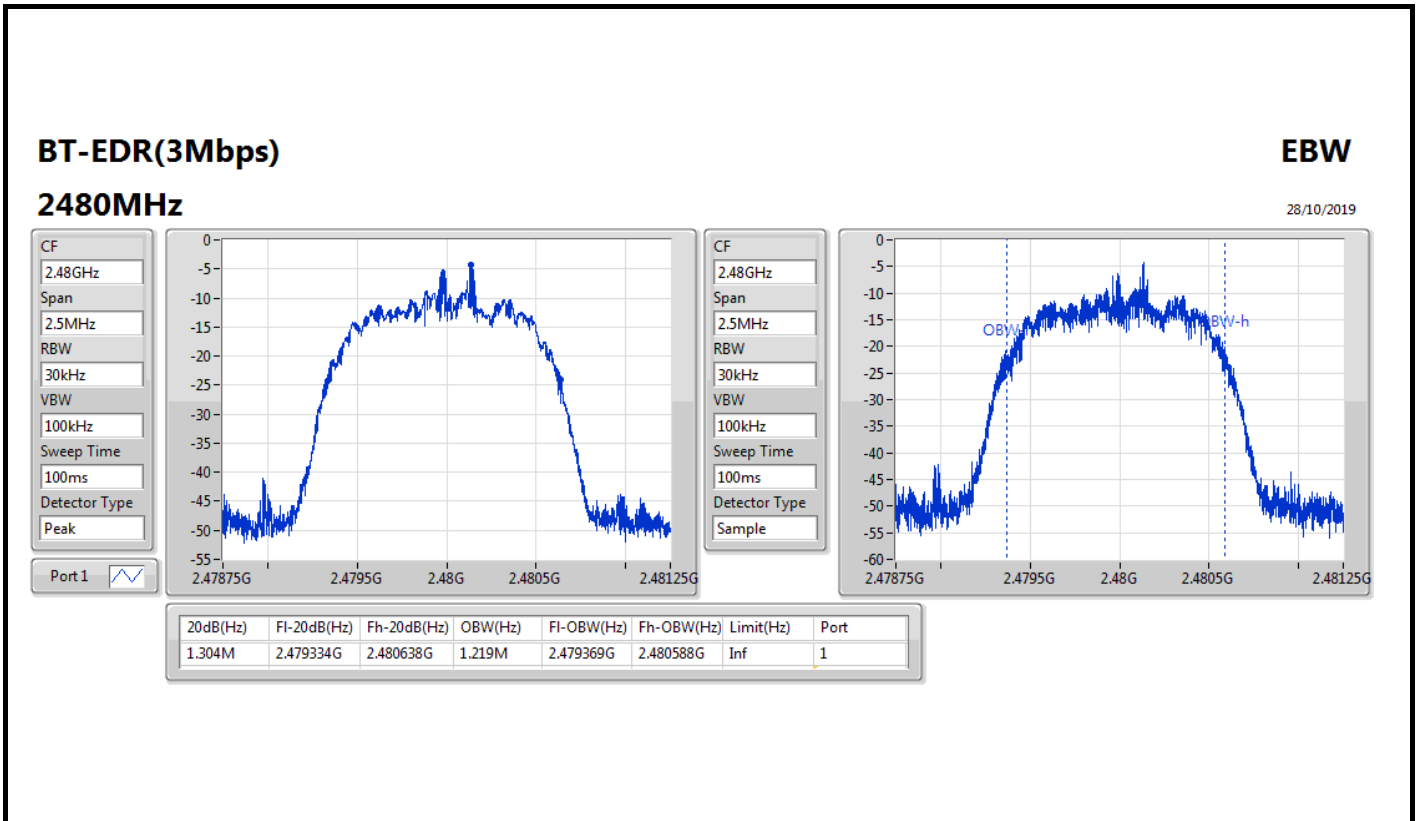 BT-EDR(3Mbps)
EBW
2480MHz
28/10/2019
CF
2.48GHz
Span
2.5MHz
RBW
30kHz
VBW
100kHz
Sweep Time
100ms
Detector Type
Peak
Port 1
0
-5
-10
-15
-20
-25
-30
-35
-40
-45
-50
-55
2.47875G 2.4795G 2.48G 2.4805G 2.48125G
CF
2.48GHz
Span
2.5MHz
RBW
30kHz
VBW
100kHz
Sweep Time
100ms
Detector Type
Sample
0
-5
-10
-15
-20
-25
-30
-35
-40
-45
-50
-55
-60
2.47875G 2.4795G 2.48G 2.4805G 2.48125G
20dB(Hz) Fl-20dB(Hz) Fh-20dB(Hz) OBW(Hz) Fl-OBW(Hz) Fh-OBW(Hz) Limit(Hz) Port
1.304M 2.479334G 2.480638G 1.219M 2.479369G 2.480588G Inf 1